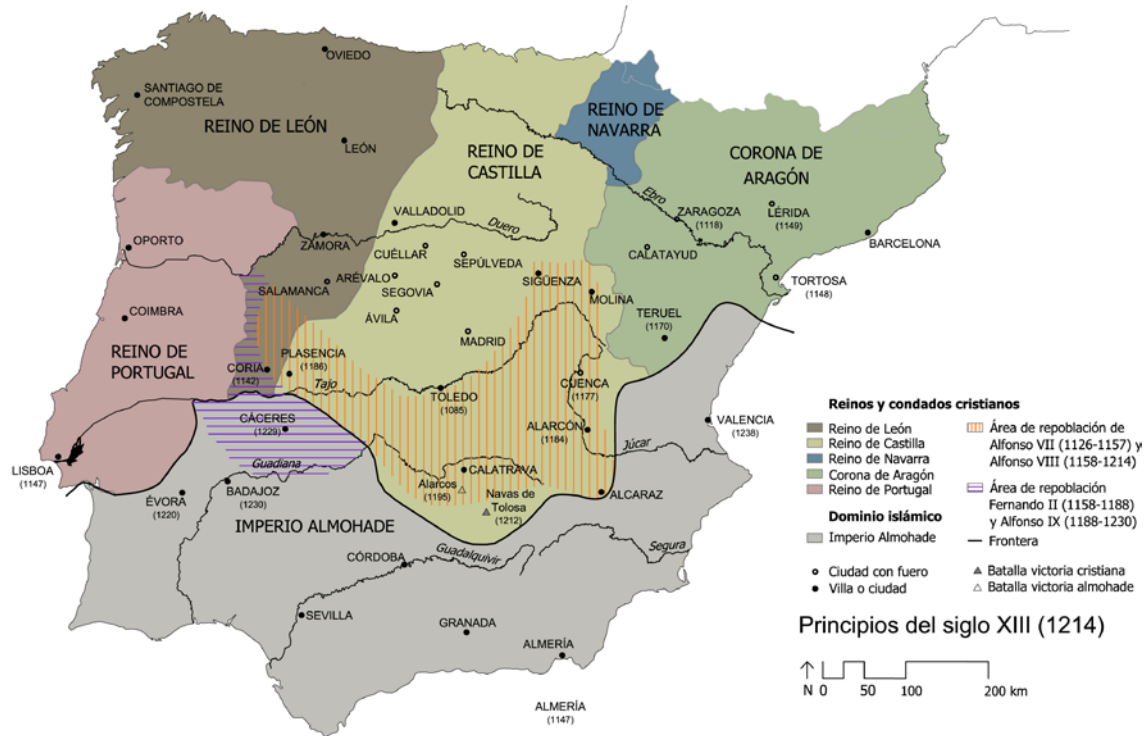 OVIEDO
SANTIAGO DE
COMPOSTELA
REINO DE LEÓN
LEÓN
REINO DE
NAVARRA
REINO DE
CASTILLA
CORONA DE
ARAGÓN
Ebro
ZARAGOZA
(1118)
LÉRIDA
(1149)
BARCELONA
VALLADOLID
Duero
OPORTO
ZAMORA
CUÉLLAR
SEPÚLVEDA
CALATAYUD
ARÉVALO
SALAMANCA
SEGOVIA
SIGÜENZA
MOLINA
TORTOSA
(1148)
COIMBRA
ÁVILA
MADRID
TERUEL
(1170)
REINO DE
PORTUGAL
PLASENCIA
(1186)
CORIA
(1142)
Tajo
TOLEDO
(1085)
CUENCA
(1177)
CÁCERES
(1229)
ALARCÓN
(1184)
VALENCIA
(1238)
Júcar
LISBOA
(1147)
Guadiana
CALATRAVA
Alarcos
(1195)
Navas de
Tolosa
(1212)
ALCARAZ
ÉVORA
(1220)
BADAJOZ
(1230)
IMPERIO ALMOHADE
CÓRDOBA
Guadalquivir
Segura
SEVILLA
GRANADA
ALMERÍA
ALMERÍA
(1147)
Reinos y condados cristianos
Reino de León
Reino de Castilla
Reino de Navarra
Corona de Aragón
Reino de Portugal
Dominio islámico
Imperio Almohade
Ciudad con fuero
Villa o ciudad
Área de repoblación de
Alfonso VII (1126-1157) y
Alfonso VIII (1158-1214)
Área de repoblación
Fernando II (1158-1188)
y Alfonso IX (1188-1230)
Frontera
Batalla victoria cristiana
Batalla victoria almohade
Principios del siglo XIII (1214)
N 0 50 100 200 km